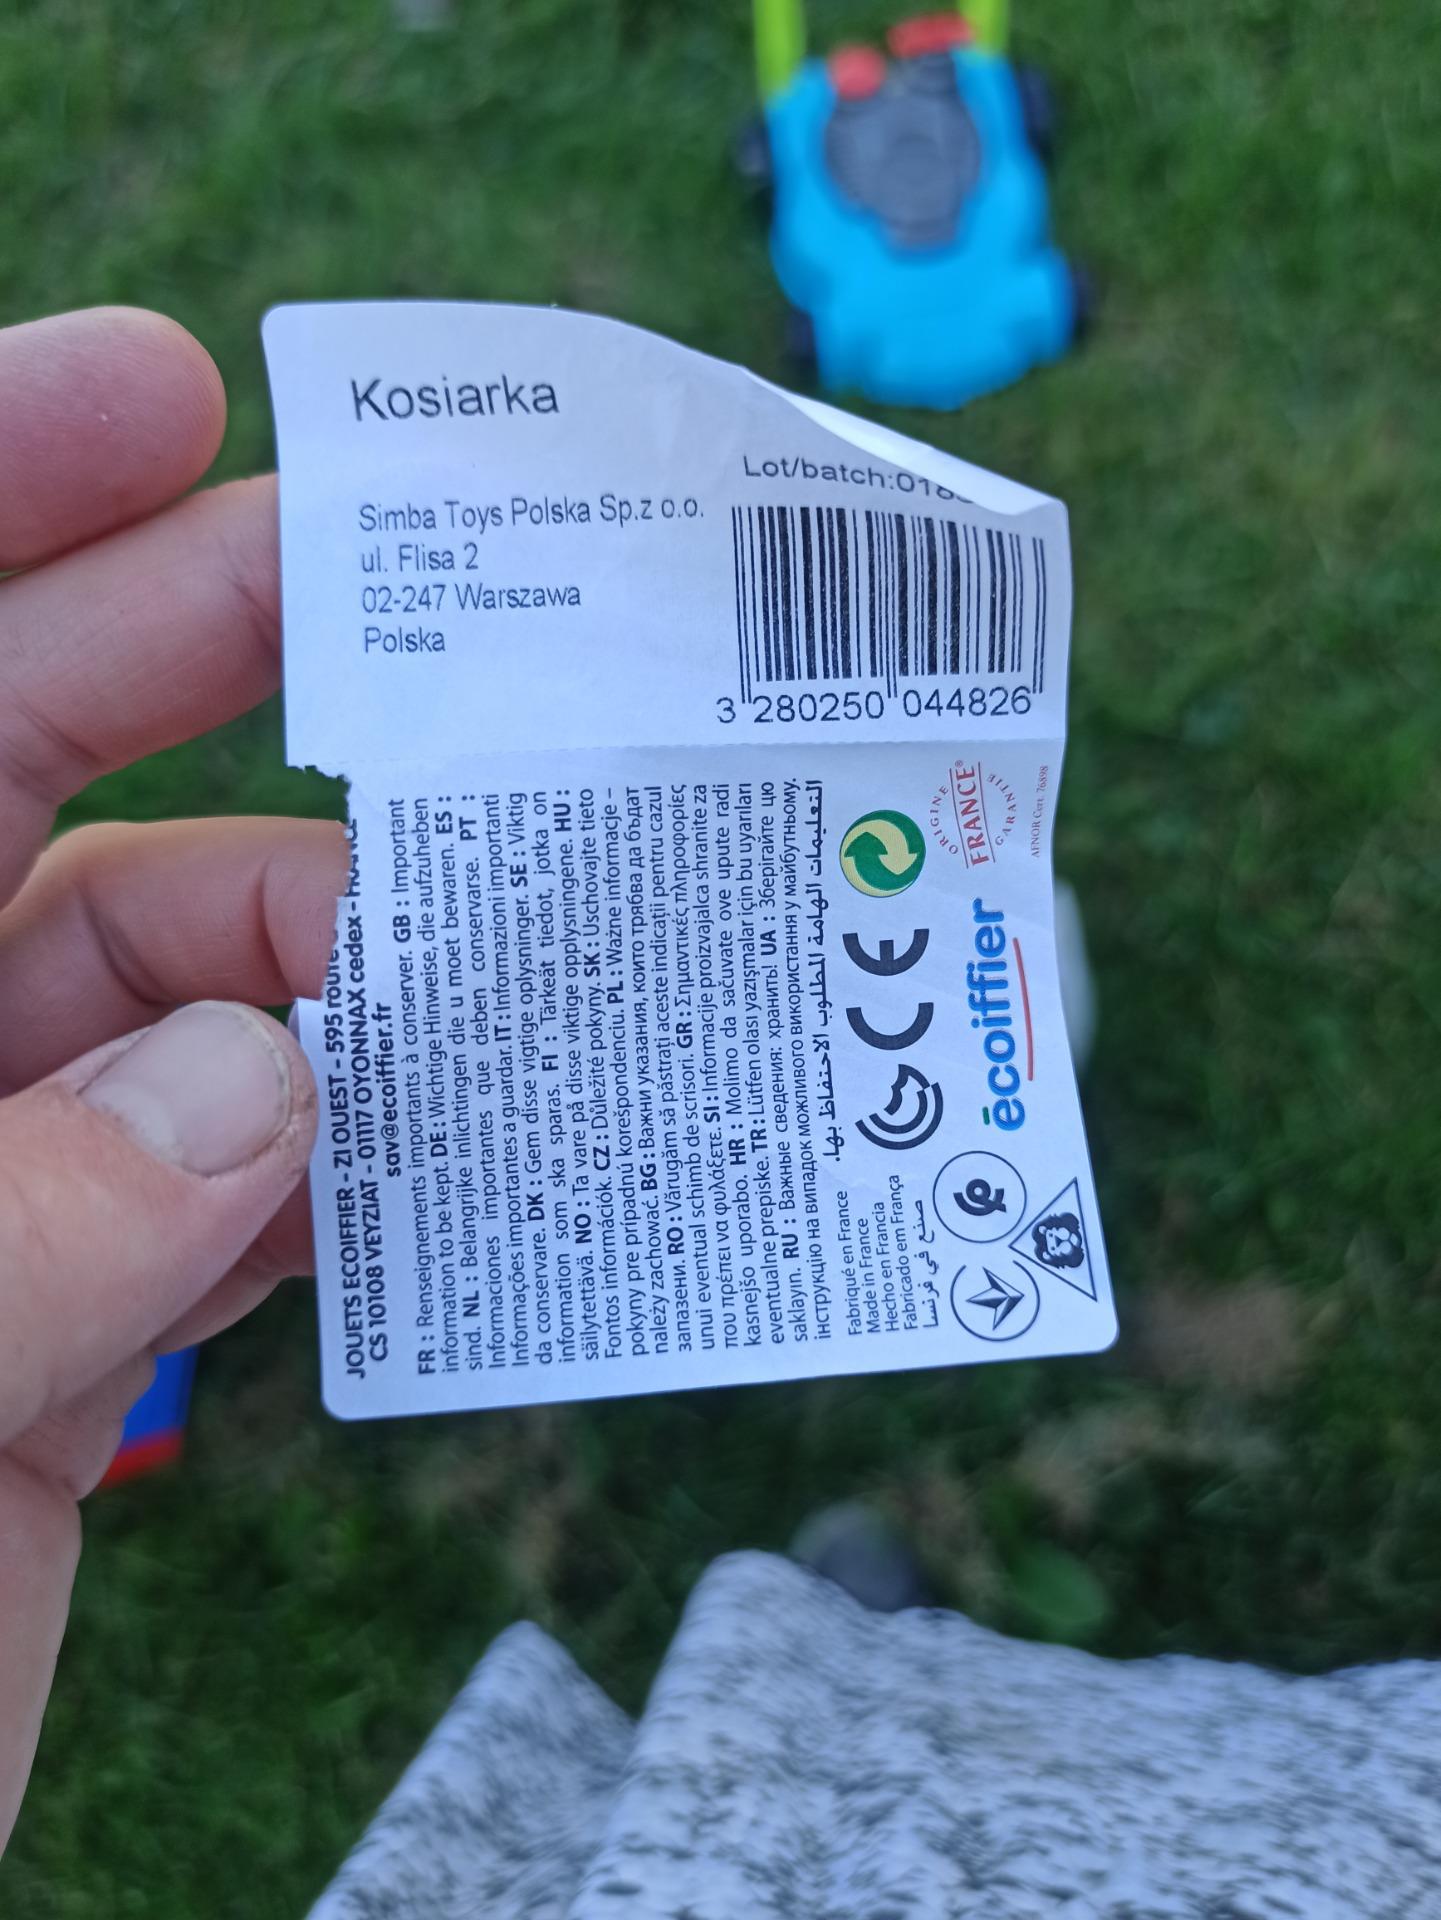 Kosiarka
Simba Toys Polska Sp.z o.o.
ul. Flisa 2
02-247 Warszawa
Polska
Lot/batch:018
3 280250 044826
JOUETS ECOIFFIER - ZI OUEST - 595 route
CS 10108 VEYZIAT - 01117 OYONNAX cedex -
sav@ecoiffier.fr
FR : Renseignements importants à conserver. GB : Important
information to be kept. DE : Wichtige Hinweise, die aufzuheben
sind. NL : Belangrijke inlichtingen die u moet bewaren. ES :
Informaciones importantes que deben conservarse. PT :
Informações importantes a guardar. IT : Informazioni importanti
da conservare. DK : Gem disse vigtige oplysninger. SE : Viktig
information som ska sparas. FI : Tärkeät tiedot, jotka on
säilytettävä. NO : Ta vare på disse viktige opplysningene. HU :
Fontos információk. CZ : Důležité pokyny. SK : Uschovajte tieto
pokyny pre prípadnú korešpondenciu. PL : Ważne informacje –
należy zachować. BG : Важни указания, които трябва да бъдат
запазени. RO : Vărugăm să păstrați aceste indicații pentru cazul
unui eventual schimb de scrisori. GR : Σημαντικές πληροφορίες
που πρέπει να φυλάξετε. SI : Informacije proizvajalca shranite za
kasnejšo uporabo. HR : Molimo da sačuvate ove upute radi
eventualne prepiske. TR : Lütfen olası yazışmalar için bu uyarıları
saklayın. RU : Важные сведения: хранить! UA : Зберігайте цю
інструкцію на випадок можливого використання у майбутньому.
التعليمات الهامة المطلوب الاحتفاظ بها.
Fabriqué en France
Made in France
Hecho en Francia
Fabricado em França
صنع في فرنسا
CE
écoiffier
ORIGINE
FRANCE®
GARANTIE
AFNOR Cert. 76898